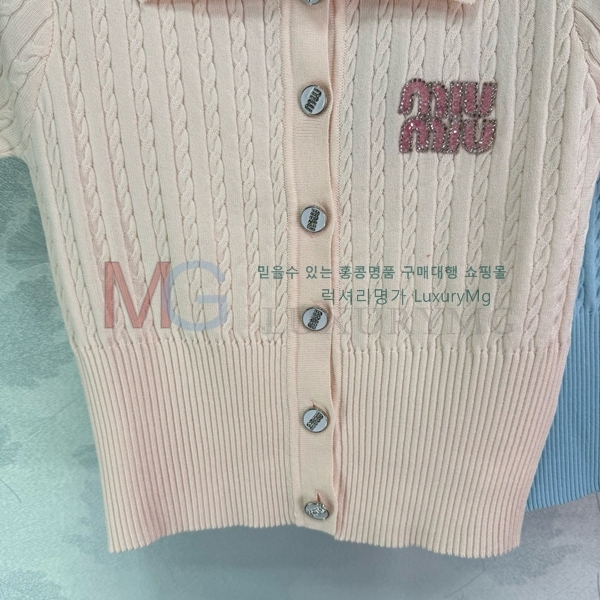 miu
miu
MG
믿을수 있는 홍콩명품 구매대행 쇼핑몰
럭셔리명가 LuxuryMg
LUXURYMG